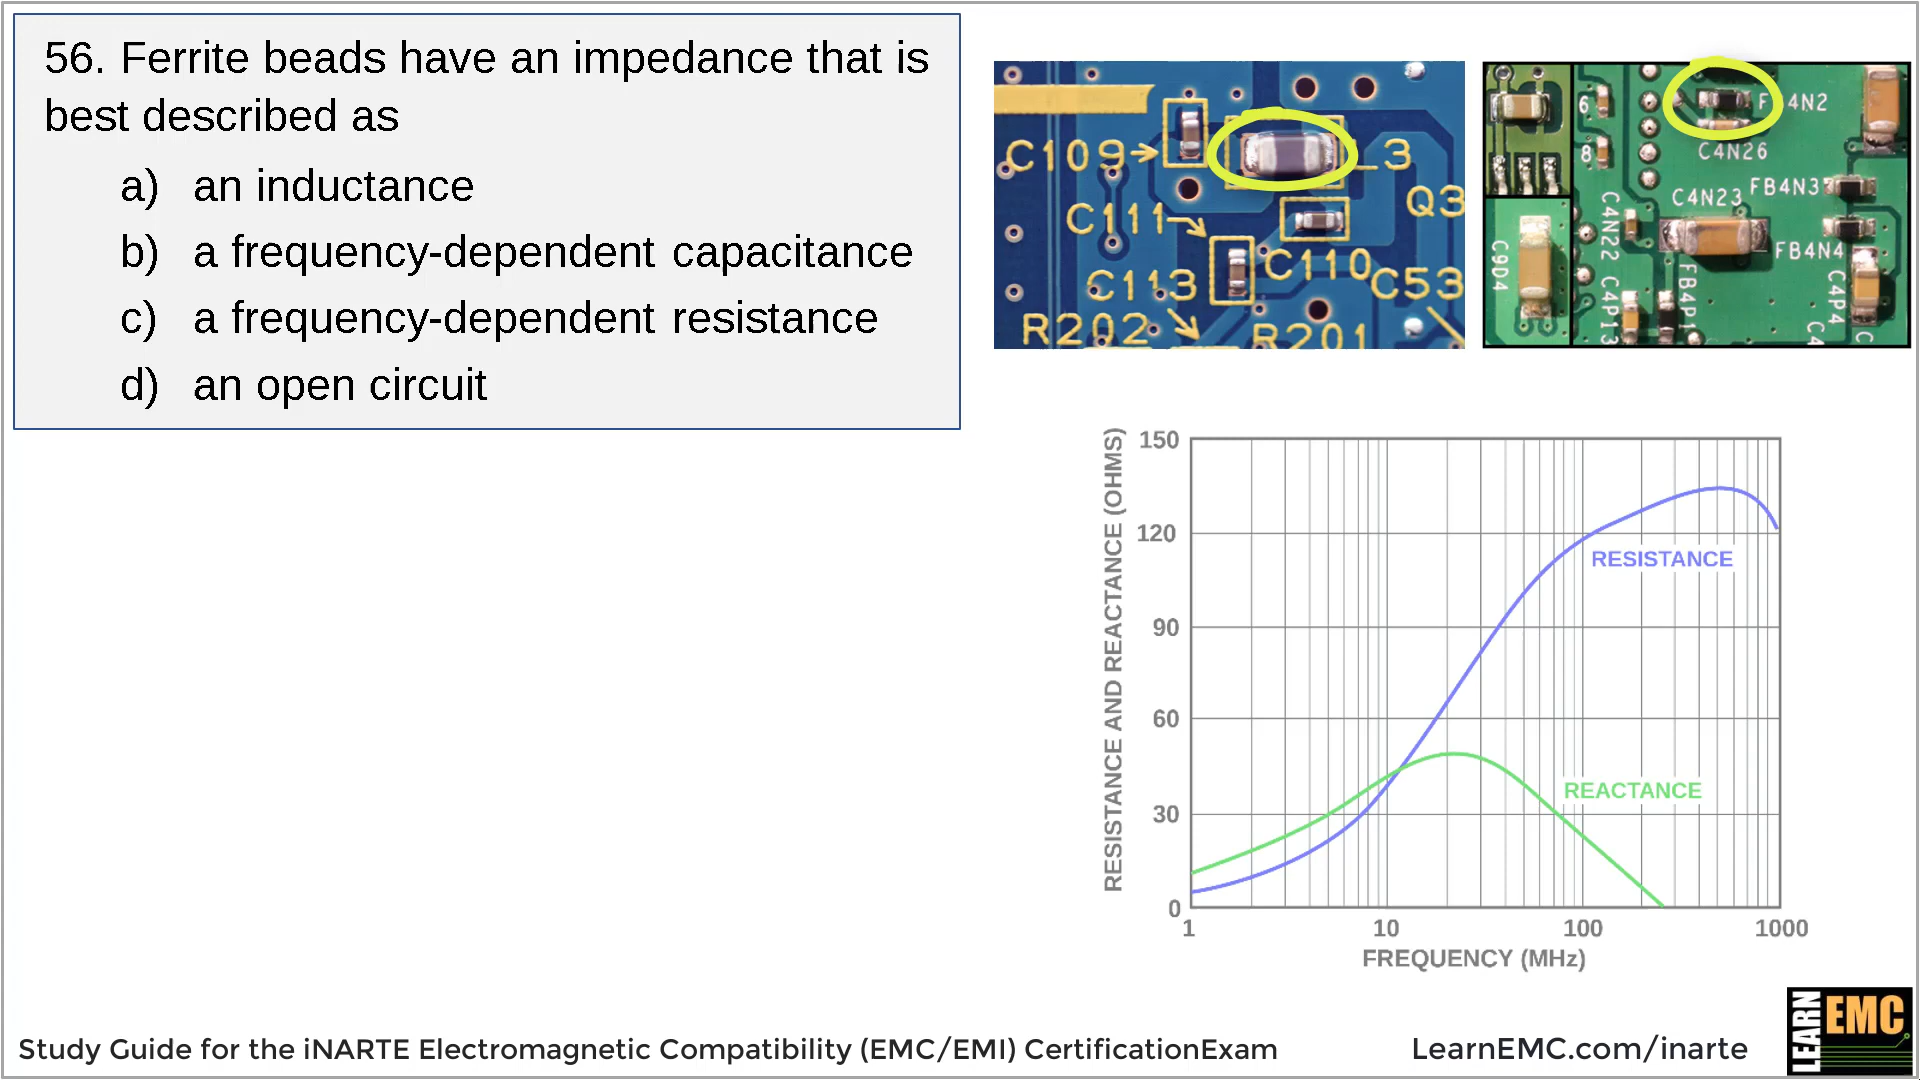 56. Ferrite beads have an impedance that is
best described as
a) an inductance
b) a frequency-dependent capacitance
c) a frequency-dependent resistance
d) an open circuit
C109
L3
Q3
C111
C110
C113
C53
R202
R201
6
4N2
8
C4N26
FB4N3
C4N23
C4N22
FB4N4
C9D4
C4P13
FB4P1
C4P4
C4
C
RESISTANCE AND REACTANCE (OHMS)
150
120
90
60
30
0
RESISTANCE
REACTANCE
1 10 100 1000
FREQUENCY (MHz)
Study Guide for the iNARTE Electromagnetic Compatibility (EMC/EMI) CertificationExam
LearnEMC.com/inarte
LEARN
EMC